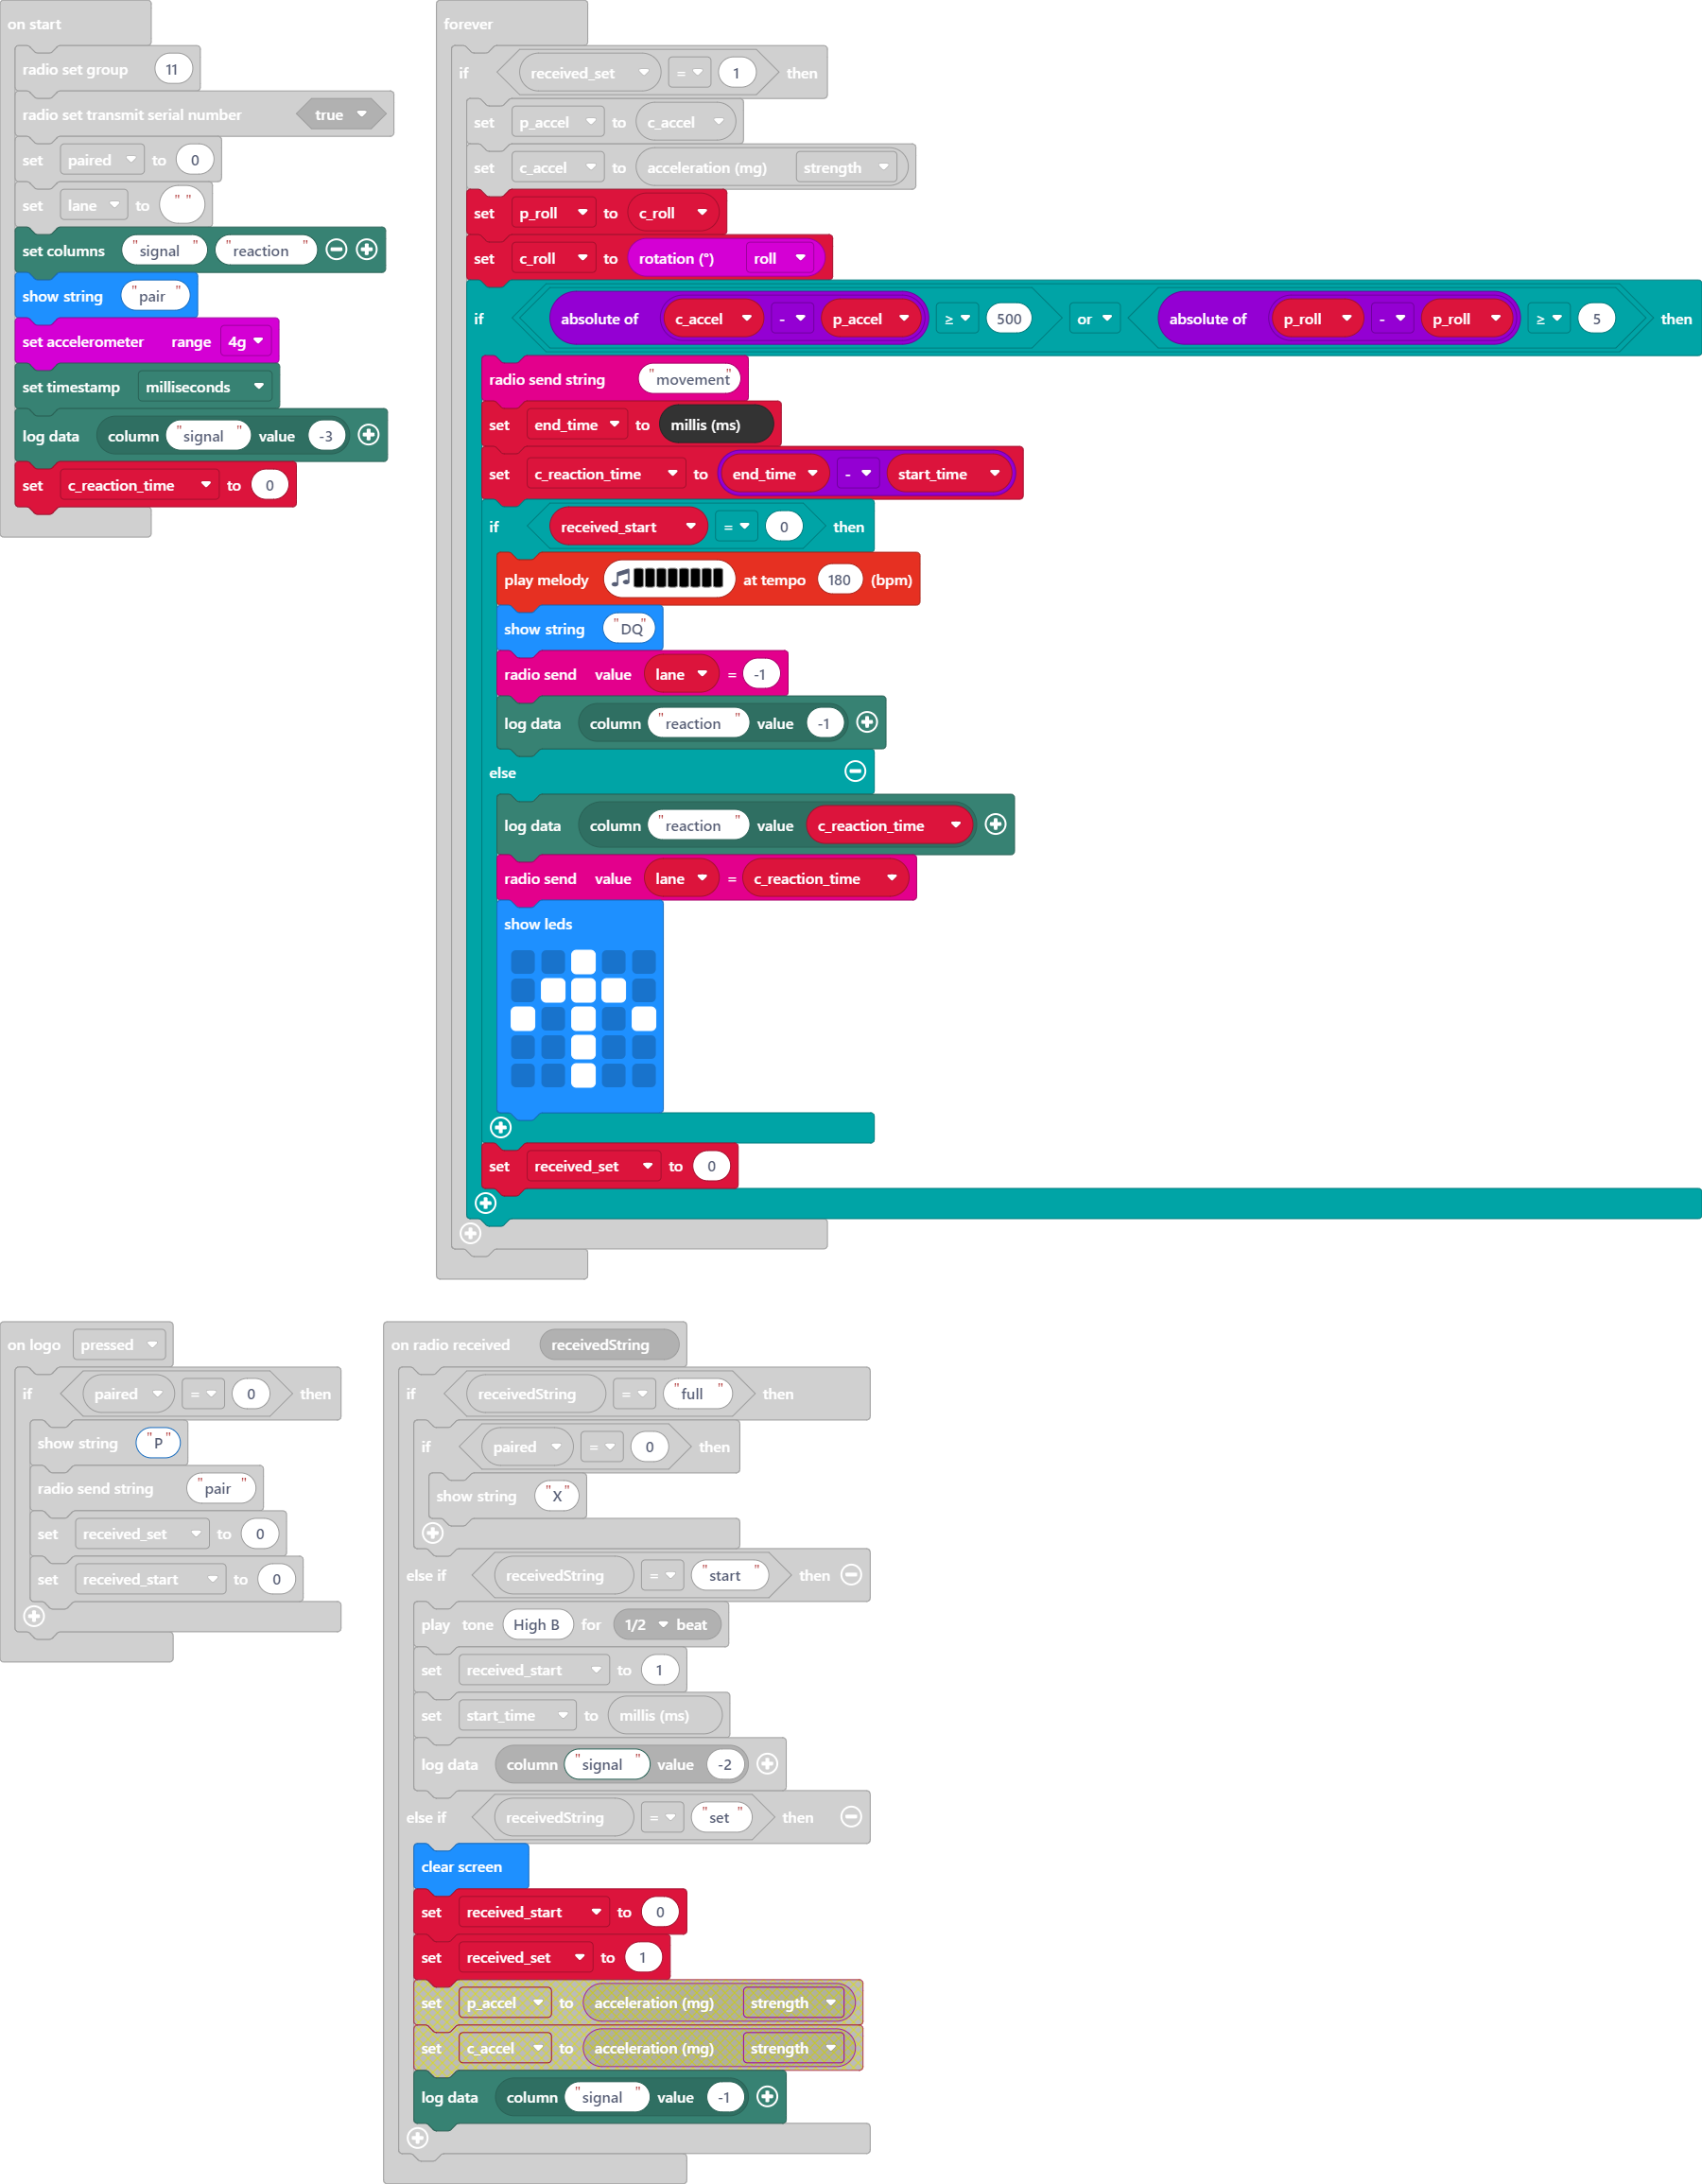 on start
radio set group 11
radio set transmit serial number true
set paired to 0
set lane to " "
set columns "signal" "reaction"
show string "pair"
set accelerometer range 4g
set timestamp milliseconds
log data column "signal" value -3
set c_reaction_time to 0
forever
if received_set = 1 then
set p_accel to c_accel
set c_accel to acceleration (mg) strength
set p_roll to c_roll
set c_roll to rotation (°) roll
if absolute of c_accel - p_accel ≥ 500 or absolute of p_roll - p_roll ≥ 5 then
radio send string "movement"
set end_time to millis (ms)
set c_reaction_time to end_time - start_time
if received_start = 0 then
play melody at tempo 180 (bpm)
show string "DQ"
radio send value lane = -1
log data column "reaction" value -1
else
log data column "reaction" value c_reaction_time
radio send value lane = c_reaction_time
show leds
set received_set to 0
on logo pressed
if paired = 0 then
show string "P"
radio send string "pair"
set received_set to 0
set received_start to 0
on radio received receivedString
if receivedString = "full" then
if paired = 0 then
show string "X"
else if receivedString = "start" then
play tone High B for 1/2 beat
set received_start to 1
set start_time to millis (ms)
log data column "signal" value -2
else if receivedString = "set" then
clear screen
set received_start to 0
set received_set to 1
set p_accel to acceleration (mg) strength
set c_accel to acceleration (mg) strength
log data column "signal" value -1